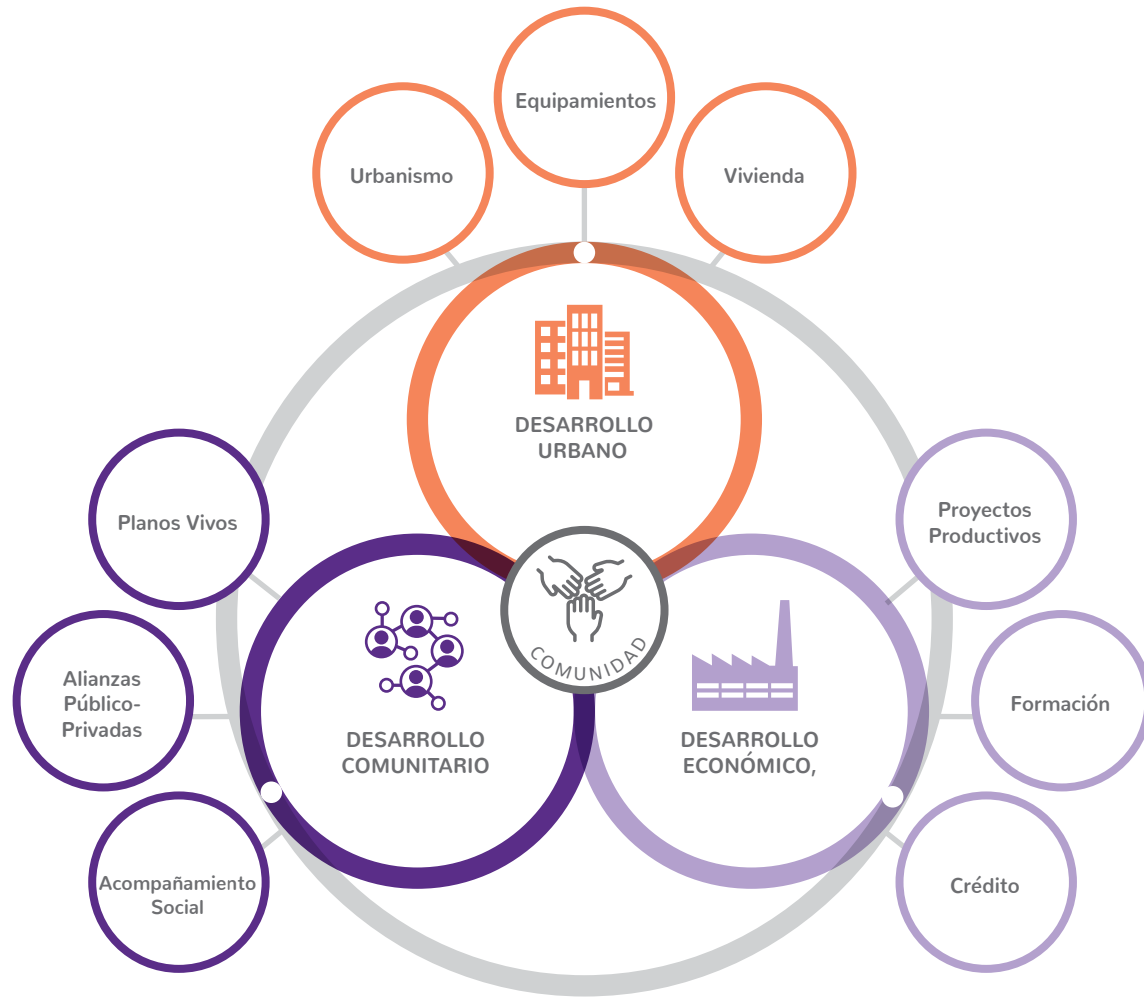 Equipamientos
Urbanismo
Vivienda
DESARROLLO
URBANO
Planos Vivos
Proyectos
Productivos
COMUNIDAD
Alianzas
Público-
Privadas
Formación
DESARROLLO
COMUNITARIO
DESARROLLO
ECONÓMICO,
Acompañamiento
Social
Crédito